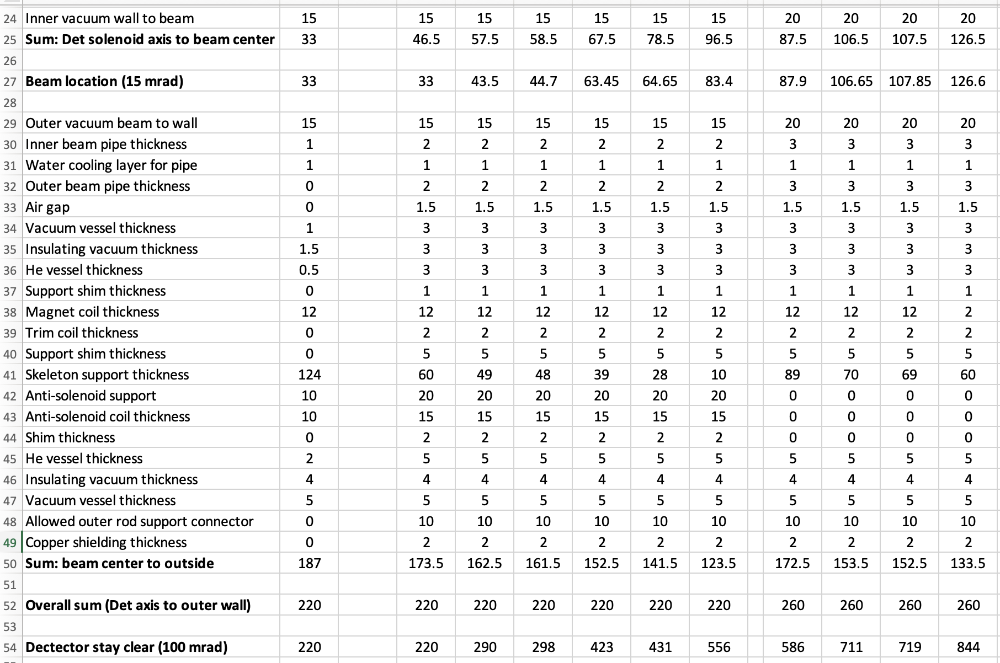 24 Inner vacuum wall to beam 15 15 15 15 15 15 15 20 20 20 20
25 Sum: Det solenoid axis to beam center 33 46.5 57.5 58.5 67.5 78.5 96.5 87.5 106.5 107.5 126.5
26
27 Beam location (15 mrad) 33 33 43.5 44.7 63.45 64.65 83.4 87.9 106.65 107.85 126.6
28
29 Outer vacuum beam to wall 15 15 15 15 15 15 15 20 20 20 20
30 Inner beam pipe thickness 1 2 2 2 2 2 2 3 3 3 3
31 Water cooling layer for pipe 1 1 1 1 1 1 1 1 1 1 1
32 Outer beam pipe thickness 0 2 2 2 2 2 2 3 3 3 3
33 Air gap 0 1.5 1.5 1.5 1.5 1.5 1.5 1.5 1.5 1.5 1.5
34 Vacuum vessel thickness 1 3 3 3 3 3 3 3 3 3 3
35 Insulating vacuum thickness 1.5 3 3 3 3 3 3 3 3 3 3
36 He vessel thickness 0.5 3 3 3 3 3 3 3 3 3 3
37 Support shim thickness 0 1 1 1 1 1 1 1 1 1 1
38 Magnet coil thickness 12 12 12 12 12 12 12 12 12 12 2
39 Trim coil thickness 0 2 2 2 2 2 2 2 2 2 2
40 Support shim thickness 0 5 5 5 5 5 5 5 5 5 5
41 Skeleton support thickness 124 60 49 48 39 28 10 89 70 69 60
42 Anti-solenoid support 10 20 20 20 20 20 20 0 0 0 0
43 Anti-solenoid coil thickness 10 15 15 15 15 15 15 0 0 0 0
44 Shim thickness 0 2 2 2 2 2 2 0 0 0 0
45 He vessel thickness 2 5 5 5 5 5 5 5 5 5 5
46 Insulating vacuum thickness 4 4 4 4 4 4 4 4 4 4 4
47 Vacuum vessel thickness 5 5 5 5 5 5 5 5 5 5 5
48 Allowed outer rod support connector 0 10 10 10 10 10 10 10 10 10 10
49 Copper shielding thickness 0 2 2 2 2 2 2 2 2 2 2
50 Sum: beam center to outside 187 173.5 162.5 161.5 152.5 141.5 123.5 172.5 153.5 152.5 133.5
51
52 Overall sum (Det axis to outer wall) 220 220 220 220 220 220 220 260 260 260 260
53
54 Dectector stay clear (100 mrad) 220 220 290 298 423 431 556 586 711 719 844